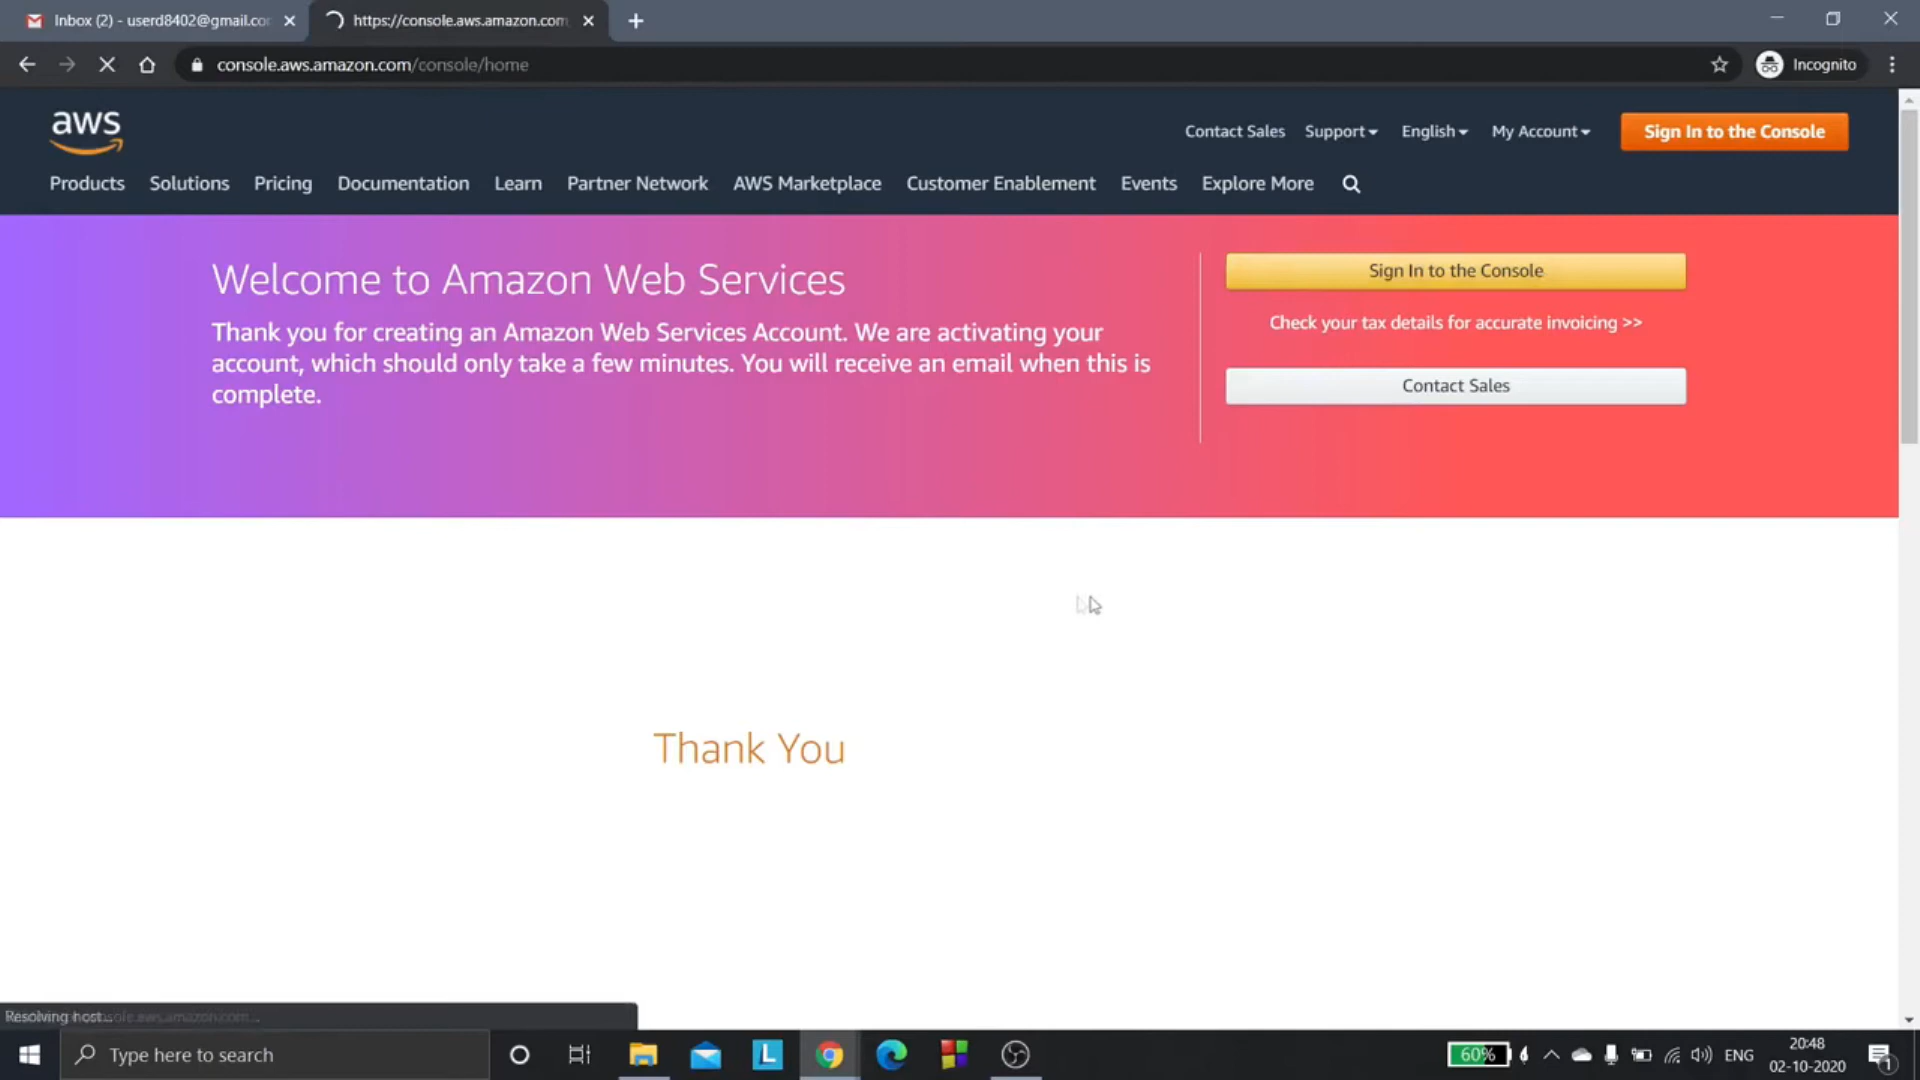 Inbox (2) - userd8402@gmail.co
https://console.aws.amazon.com
console.aws.amazon.com/console/home
Incognito
aws
Contact Sales
Support
English
My Account
Sign In to the Console
Products
Solutions
Pricing
Documentation
Learn
Partner Network
AWS Marketplace
Customer Enablement
Events
Explore More
Welcome to Amazon Web Services
Thank you for creating an Amazon Web Services Account. We are activating your
account, which should only take a few minutes. You will receive an email when this is
complete.
Sign In to the Console
Check your tax details for accurate invoicing >>
Contact Sales
Thank You
Resolving host...
Type here to search
L
60%
ENG
20:48
02-10-2020
1